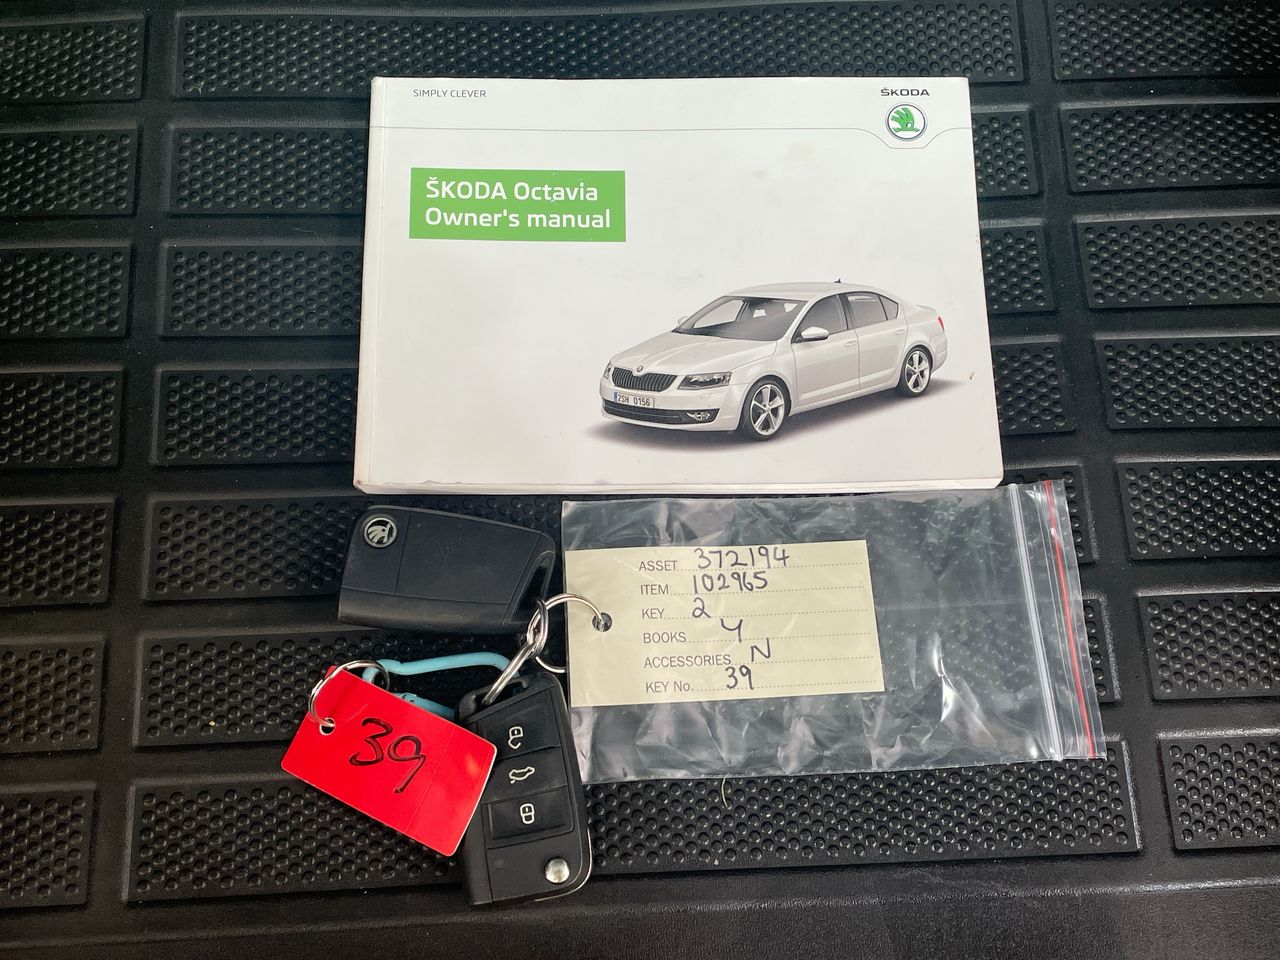 SIMPLY CLEVER
ŠKODA
ŠKODA Octavia
Owner's manual
2SH 0156
ASSET 372194
ITEM 102965
KEY 2
BOOKS Y
ACCESSORIES N
KEY No. 39
39